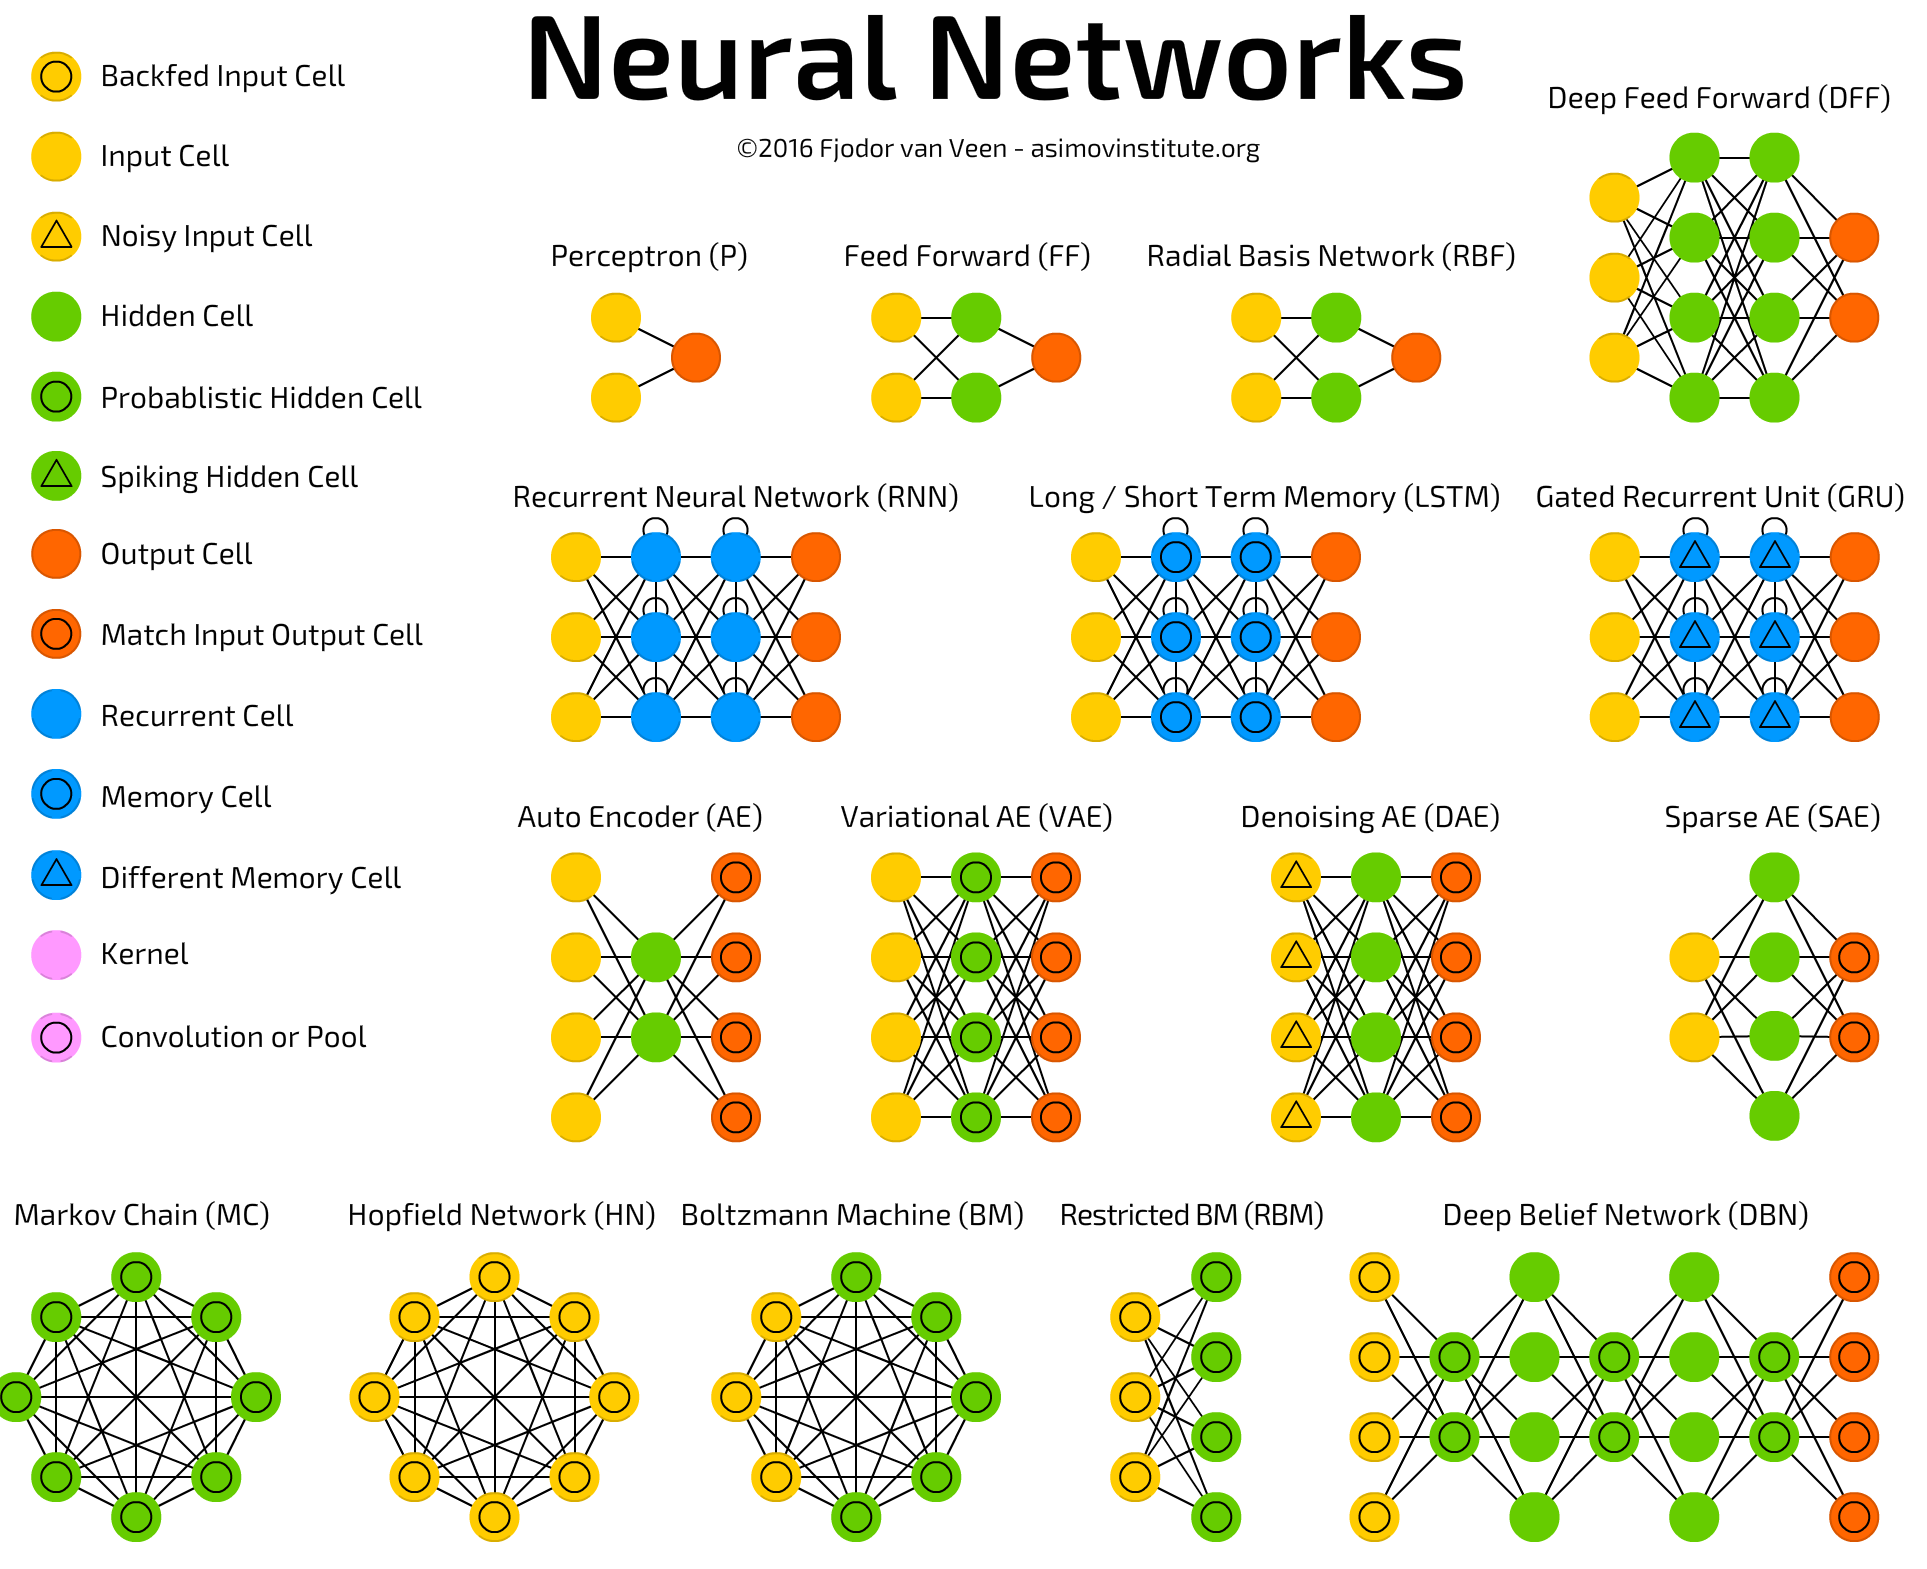 Neural Networks
©2016 Fjodor van Veen - asimovinstitute.org
Backfed Input Cell
Input Cell
Noisy Input Cell
Hidden Cell
Probablistic Hidden Cell
Spiking Hidden Cell
Output Cell
Match Input Output Cell
Recurrent Cell
Memory Cell
Different Memory Cell
Kernel
Convolution or Pool
Deep Feed Forward (DFF)
Perceptron (P)
Feed Forward (FF)
Radial Basis Network (RBF)
Recurrent Neural Network (RNN)
Long / Short Term Memory (LSTM)
Gated Recurrent Unit (GRU)
Auto Encoder (AE)
Variational AE (VAE)
Denoising AE (DAE)
Sparse AE (SAE)
Markov Chain (MC)
Hopfield Network (HN)
Boltzmann Machine (BM)
Restricted BM (RBM)
Deep Belief Network (DBN)